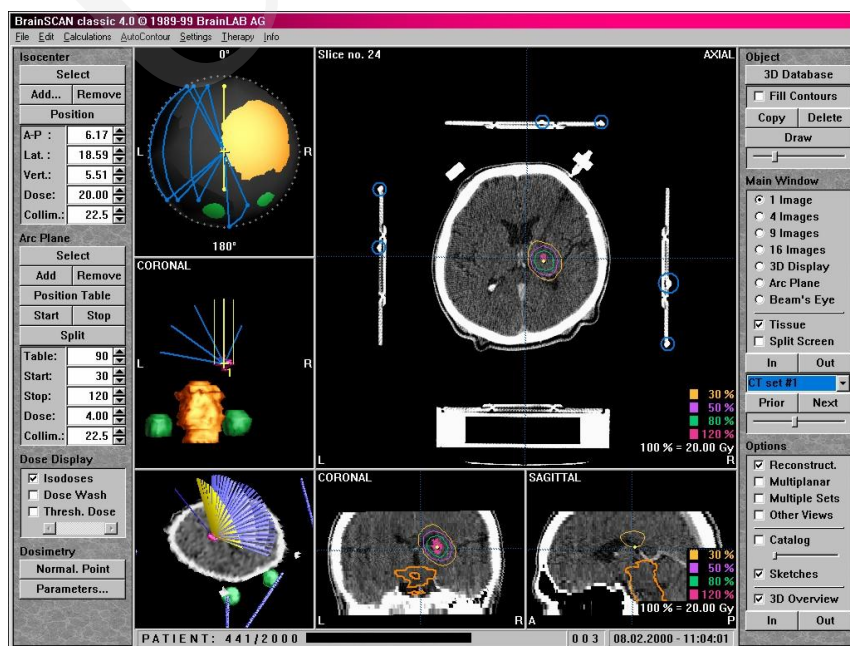 BrainSCAN classic 4.0 © 1989-99 BrainLAB AG
File Edit Calculations AutoContour Settings Therapy Info
Isocenter
Select
Add... Remove
Position
A-P : 6.17
Lat. : 18.59
Vert.: 5.51
Dose: 20.00
Collim.: 22.5
Arc Plane
Select
Add Remove
Position Table
Start Stop
Split
Table: 90
Start: 30
Stop: 120
Dose: 4.00
Collim.: 22.5
Dose Display
Isodoses
Dose Wash
Thresh. Dose
Dosimetry
Normal. Point
Parameters...
0°
L R
180°
CORONAL
L R
Slice no. 24 AXIAL
30 %
50 %
80 %
120 %
100 % = 20.00 Gy
L R
CORONAL
L R
SAGITTAL
30 %
50 %
80 %
120 %
100 % = 20.00 Gy
A P
Object
3D Database
Fill Contours
Copy Delete
Draw
Main Window
1 Image
4 Images
9 Images
16 Images
3D Display
Arc Plane
Beam's Eye
Tissue
Split Screen
In Out
CT set #1
Prior Next
Options
Reconstruct.
Multiplanar
Multiple Sets
Other Views
Catalog
Sketches
3D Overview
In Out
PATIENT: 441/2000 003 08.02.2000 - 11:04:01